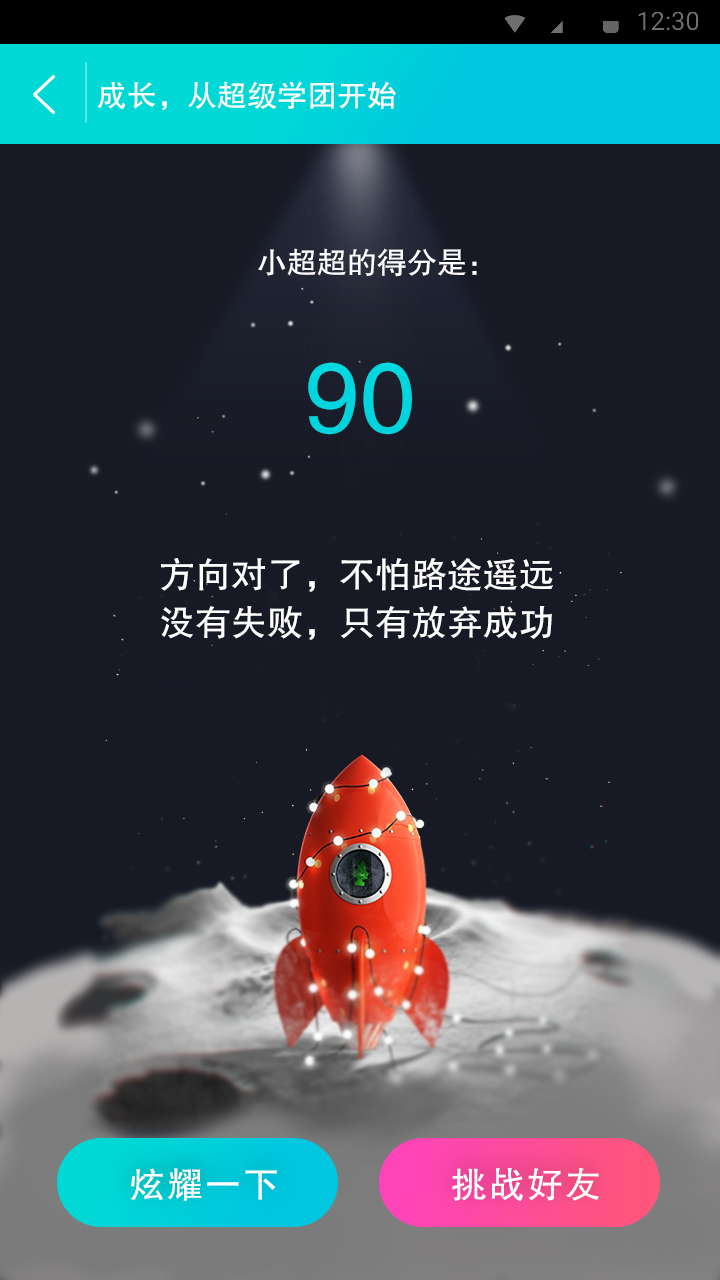 12:30
成长，从超级学团开始
小超超的得分是：
90
方向对了，不怕路途遥远
没有失败，只有放弃成功
炫耀一下
挑战好友